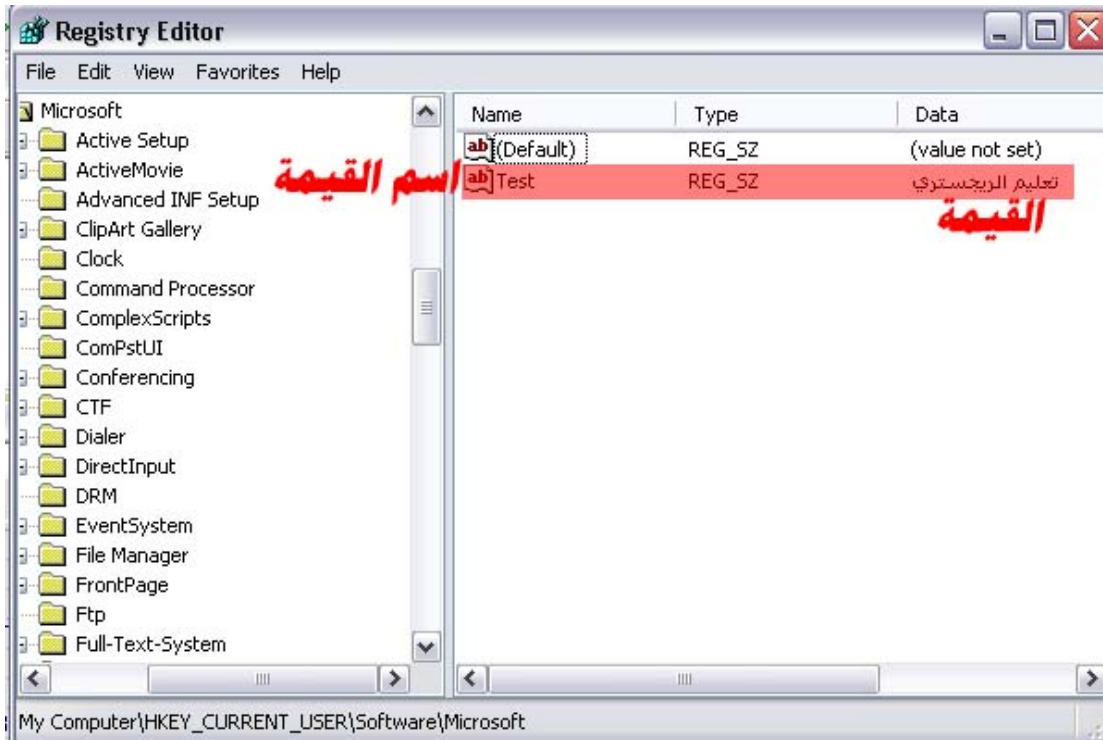 Registry Editor
File Edit View Favorites Help
Microsoft
Active Setup
ActiveMovie
Advanced INF Setup
ClipArt Gallery
Clock
Command Processor
ComplexScripts
ComPstUI
Conferencing
CTF
Dialer
DirectInput
DRM
EventSystem
File Manager
FrontPage
Ftp
Full-Text-System
Name Type Data
(Default) REG_SZ (value not set)
اسم القيمة
Test REG_SZ تعليم الريجستري
القيمة
My Computer\HKEY_CURRENT_USER\Software\Microsoft